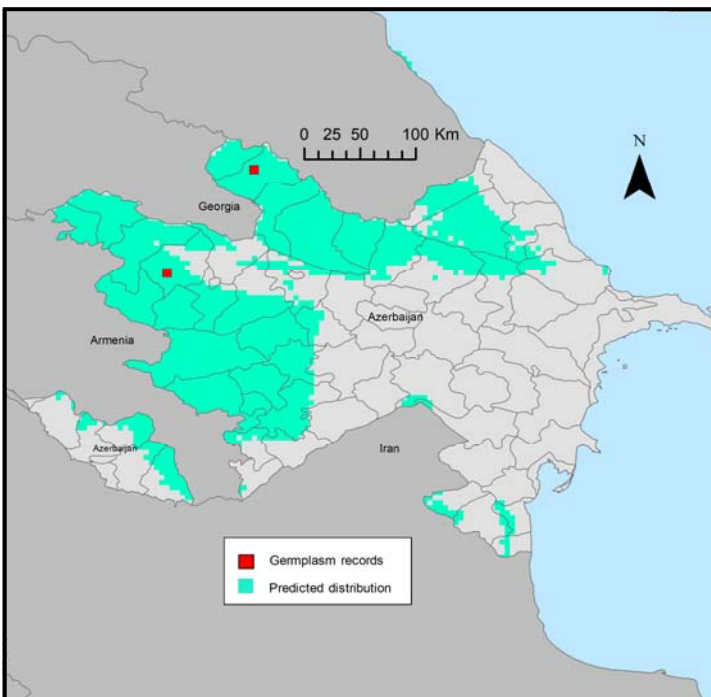 0 25 50 100 Km
N
Georgia
Azerbaijan
Armenia
Azerbaijan
Iran
Germplasm records
Predicted distribution